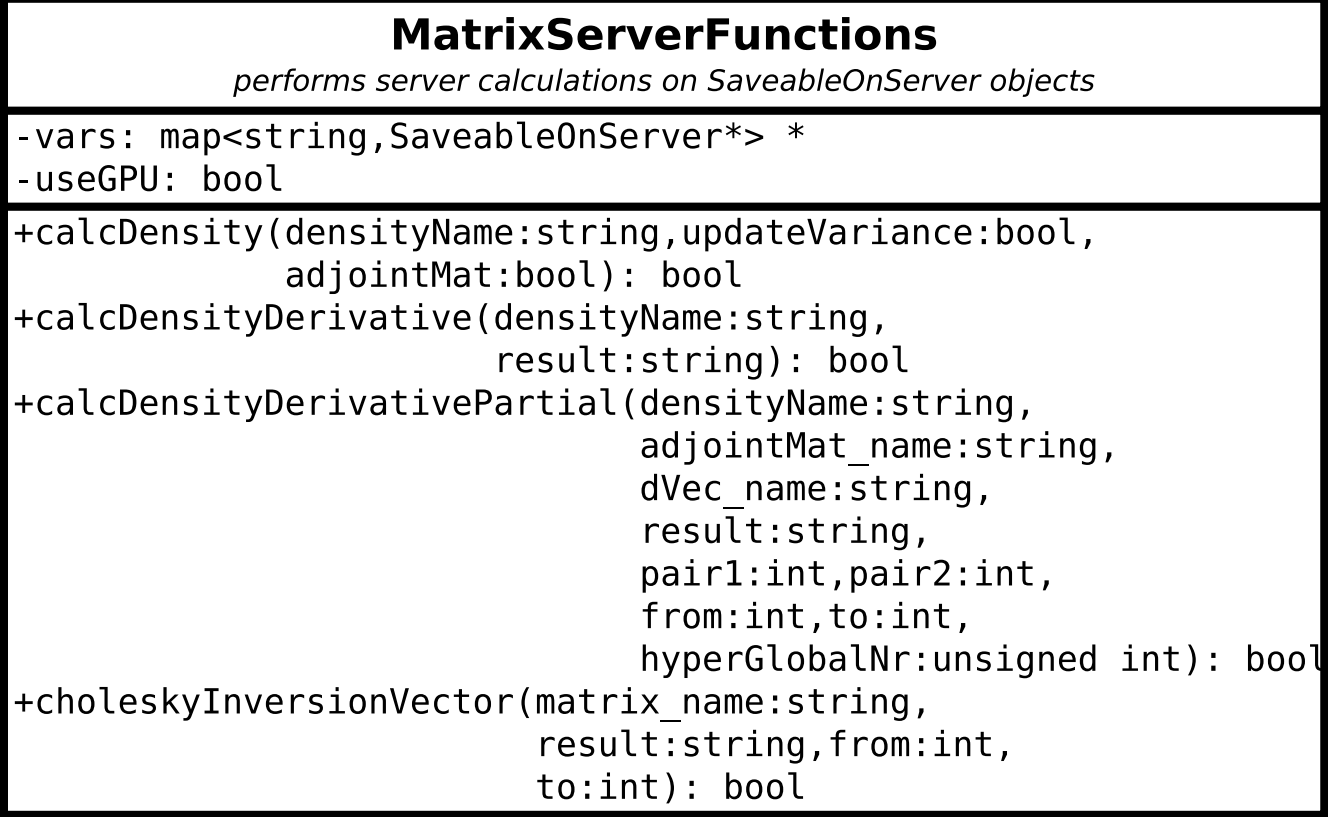 MatrixServerFunctions
performs server calculations on SaveableOnServer objects
-vars: map<string,SaveableOnServer*> *
-useGPU: bool
+calcDensity(densityName:string,updateVariance:bool,
adjointMat:bool): bool
+calcDensityDerivative(densityName:string,
result:string): bool
+calcDensityDerivativePartial(densityName:string,
adjointMat_name:string,
dVec_name:string,
result:string,
pair1:int,pair2:int,
from:int,to:int,
hyperGlobalNr:unsigned int): bool
+choleskyInversionVector(matrix_name:string,
result:string,from:int,
to:int): bool